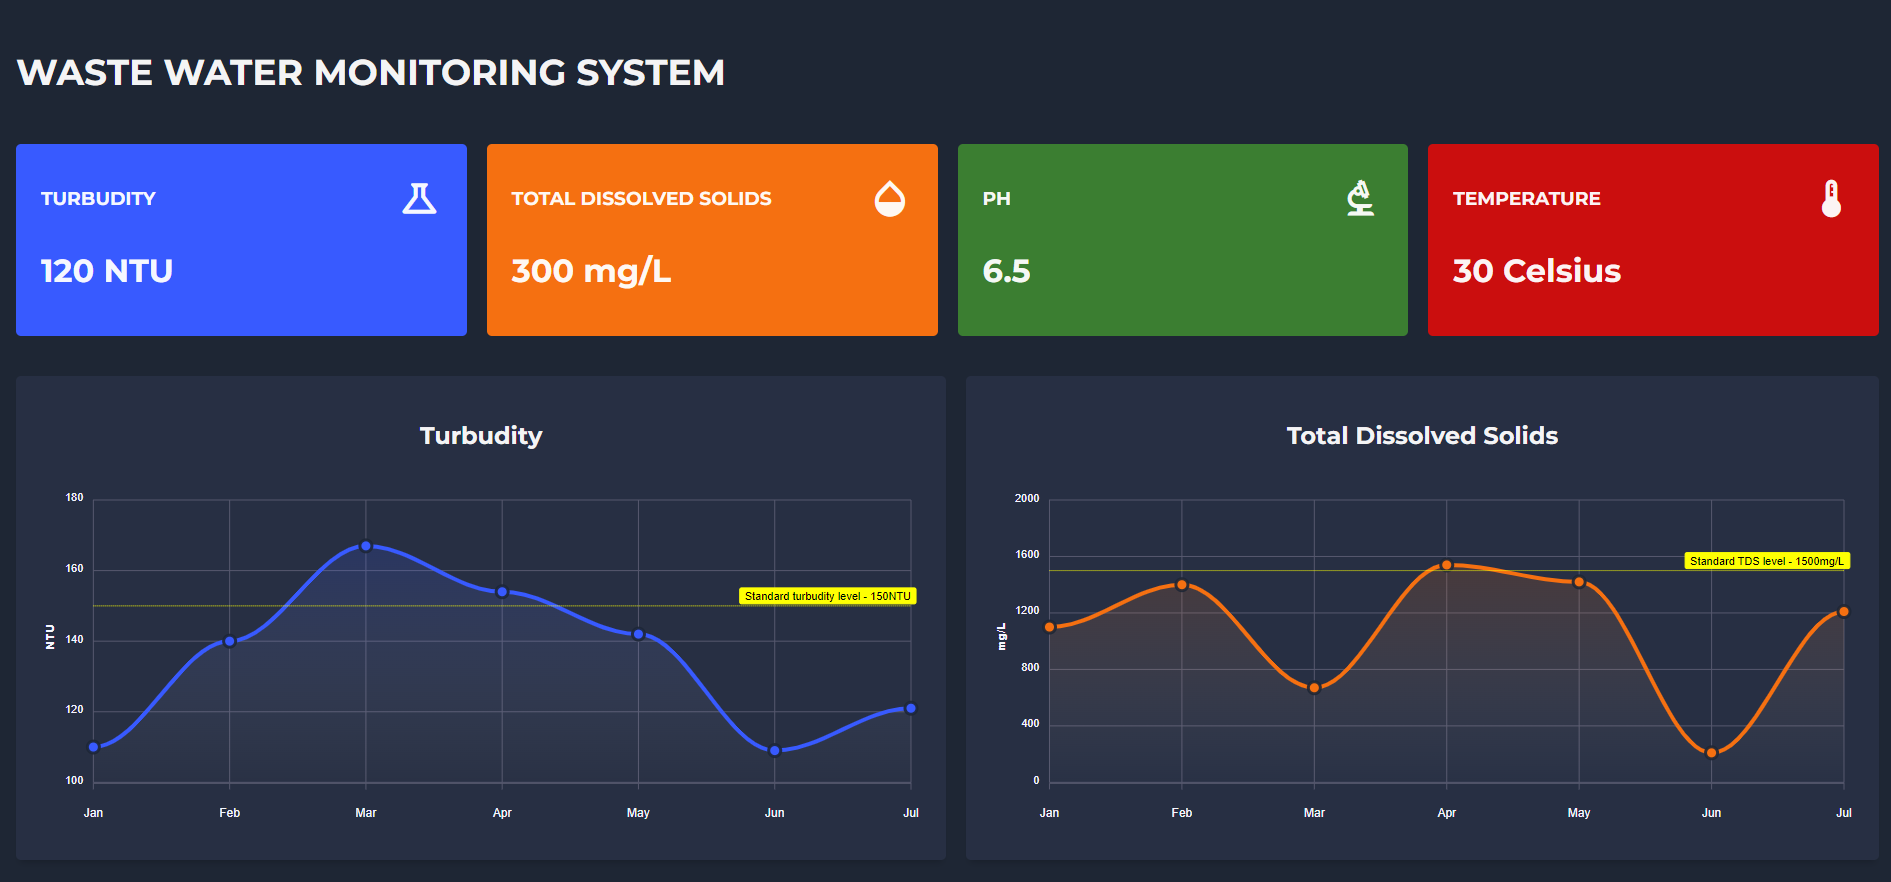 WASTE WATER MONITORING SYSTEM
TURBUDITY
120 NTU
TOTAL DISSOLVED SOLIDS
300 mg/L
PH
6.5
TEMPERATURE
30 Celsius
Turbudity
180
160
140
120
100
NTU
Standard turbudity level - 150NTU
Jan Feb Mar Apr May Jun Jul
Total Dissolved Solids
2000
1600
1200
800
400
0
mg/L
Standard TDS level - 1500mg/L
Jan Feb Mar Apr May Jun Jul